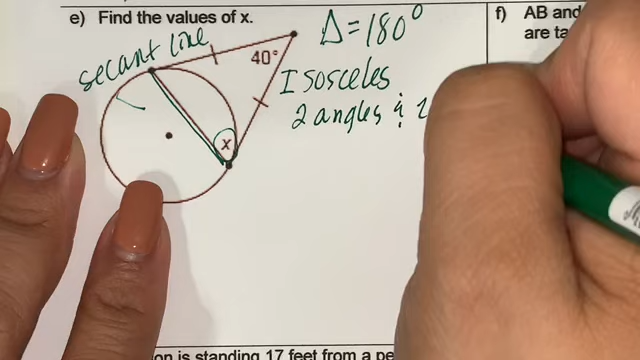 e) Find the values of x.
f) AB and
are ta
secant line
Δ=180°
40°
Isosceles
2 angles &
x
on is standing 17 feet from a pe